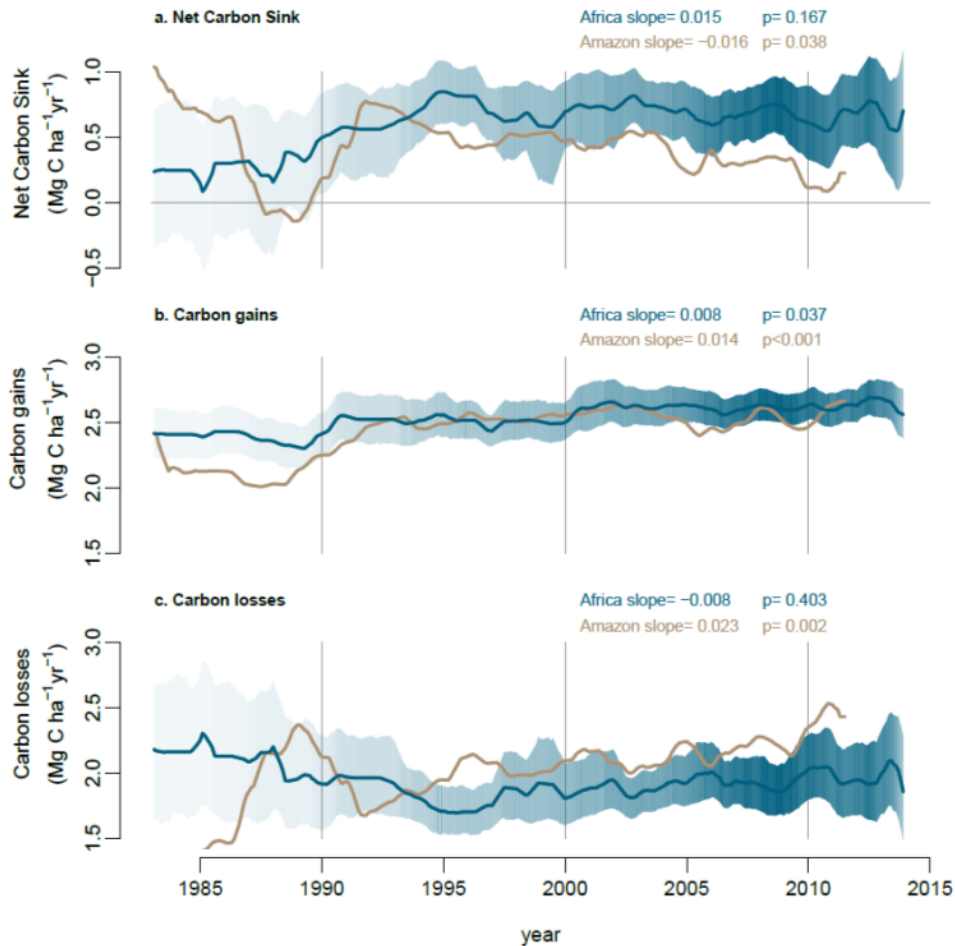 a. Net Carbon Sink
Africa slope= 0.015 p= 0.167
Amazon slope= −0.016 p= 0.038
Net Carbon Sink
(Mg C ha⁻¹yr⁻¹)
1.0
0.5
0.0
−0.5
b. Carbon gains
Africa slope= 0.008 p= 0.037
Amazon slope= 0.014 p<0.001
Carbon gains
(Mg C ha⁻¹yr⁻¹)
3.0
2.5
2.0
1.5
c. Carbon losses
Africa slope= −0.008 p= 0.403
Amazon slope= 0.023 p= 0.002
Carbon losses
(Mg C ha⁻¹yr⁻¹)
3.0
2.5
2.0
1.5
1985 1990 1995 2000 2005 2010 2015
year